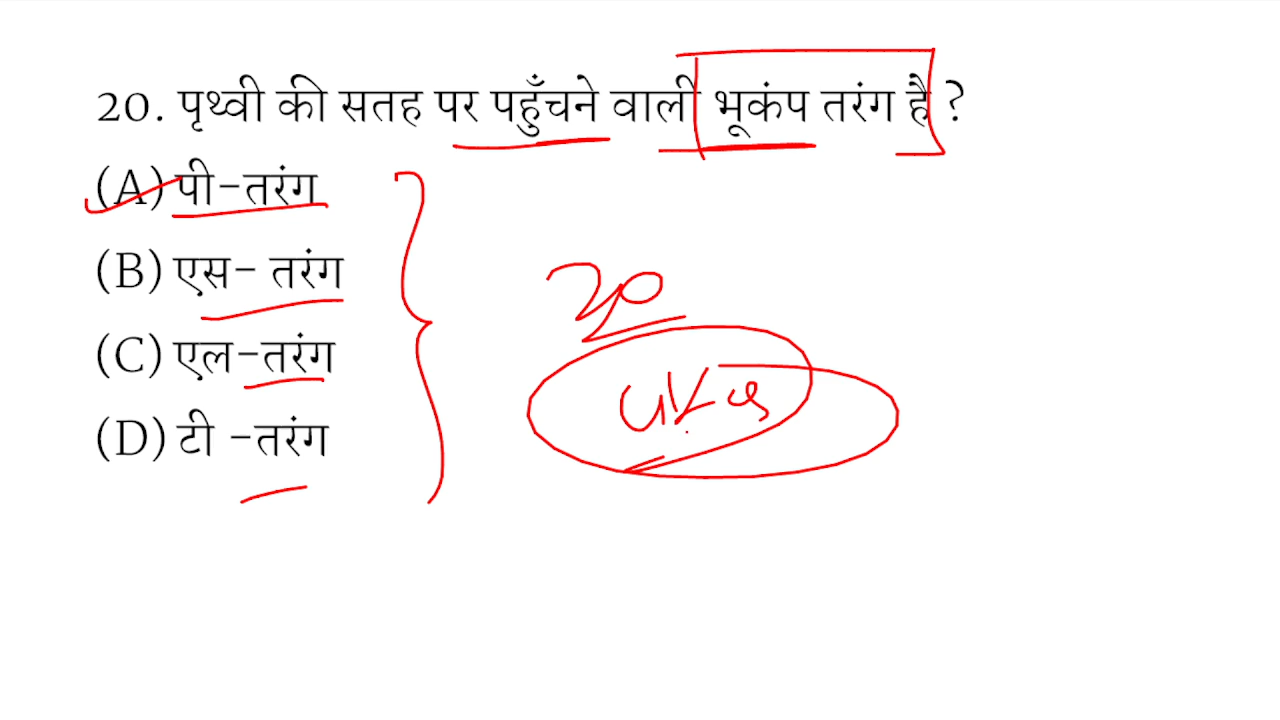 20. पृथ्वी की सतह पर पहुँचने वाली भूकंप तरंग है ?
(A) पी-तरंग
(B) एस- तरंग
(C) एल-तरंग
(D) टी -तरंग